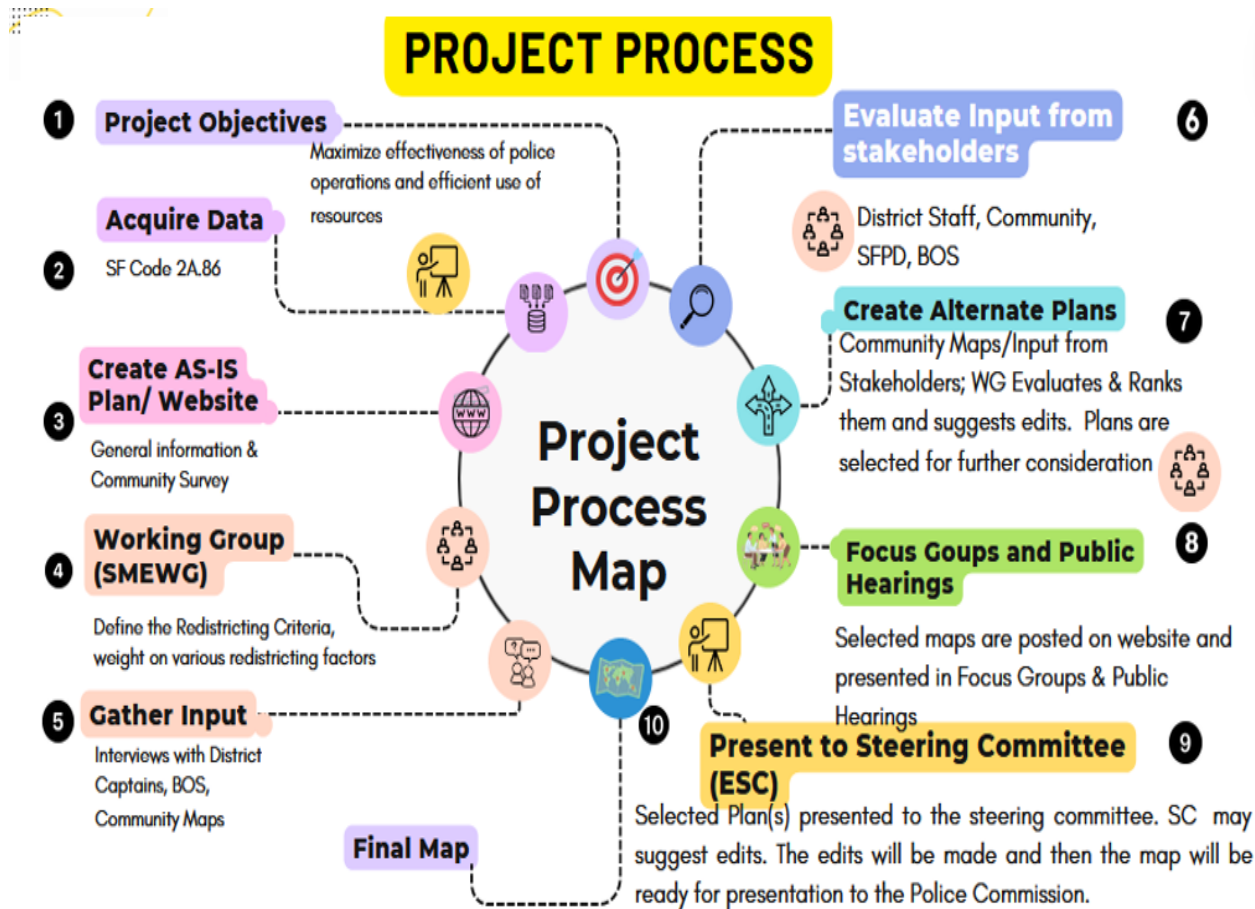 PROJECT PROCESS
1
Project Objectives
Maximize effectiveness of police
operations and efficient use of
resources
Acquire Data
2
SF Code 2A.86
Create AS-IS
Plan/ Website
3
General information &
Community Survey
Working Group
(SMEWG)
4
Define the Redistricting Criteria,
weight on various redistricting factors
5
Gather Input
Interviews with District
Captains, BOS,
Community Maps
WWW
Project
Process
Map
Evaluate Input from
stakeholders
6
District Staff, Community,
SFPD, BOS
Create Alternate Plans
7
Community Maps/Input from
Stakeholders; WG Evaluates & Ranks
them and suggests edits. Plans are
selected for further consideration
8
Focus Goups and Public
Hearings
Selected maps are posted on website and
presented in Focus Groups & Public
Hearings
Present to Steering Committee
(ESC)
9
Selected Plan(s) presented to the steering committee. SC may
suggest edits. The edits will be made and then the map will be
ready for presentation to the Police Commission.
10
Final Map